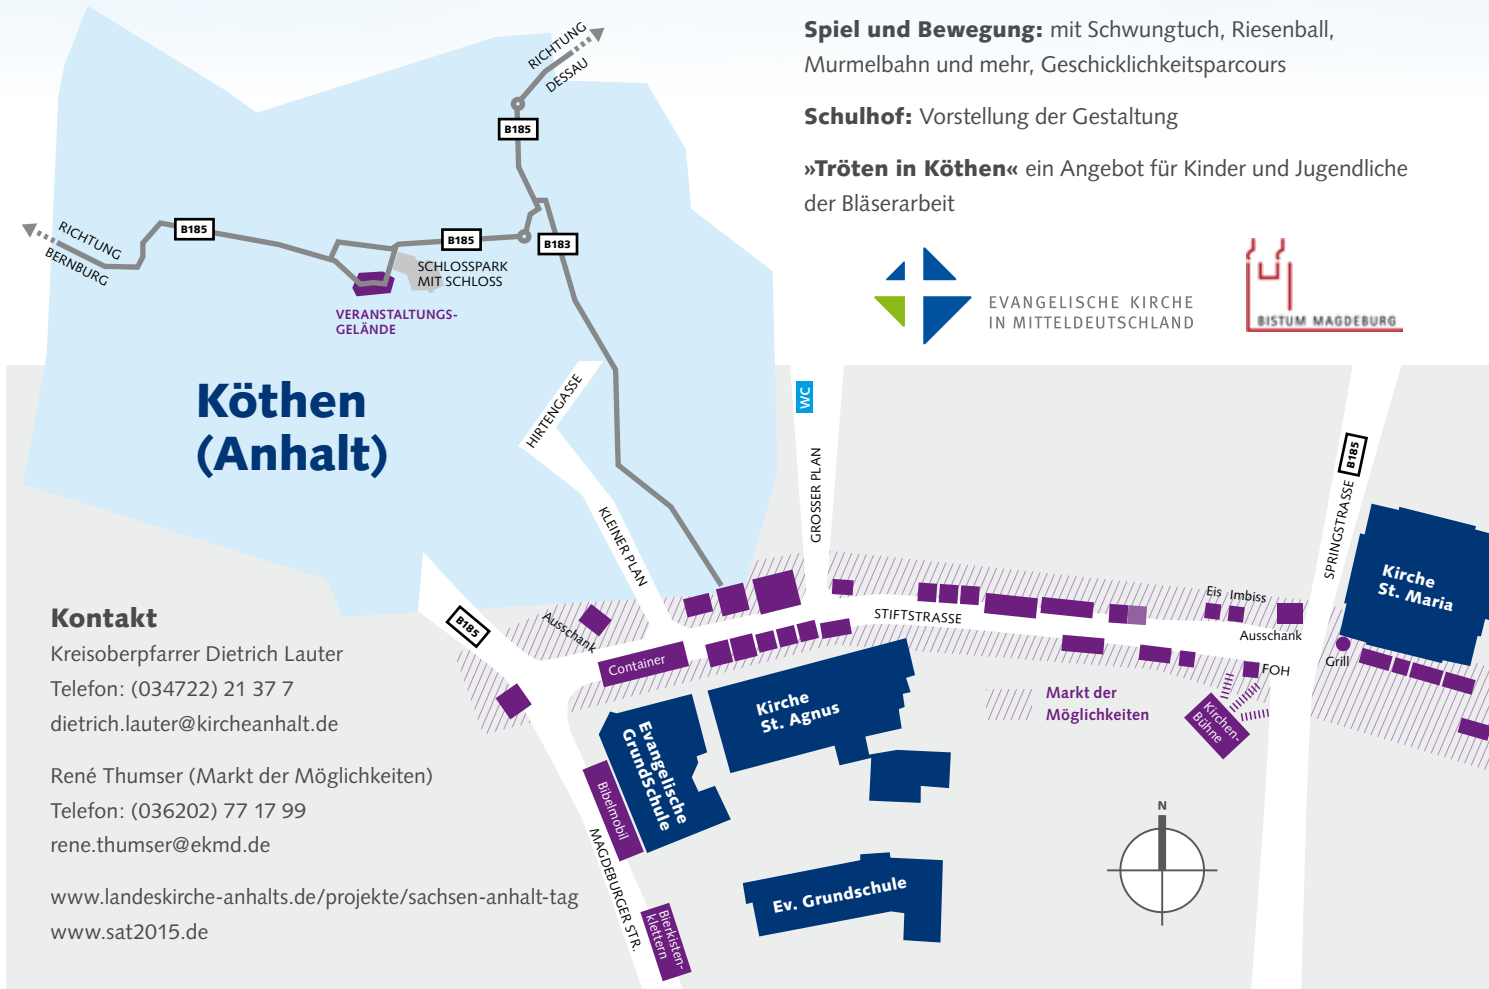 Spiel und Bewegung: mit Schwungtuch, Riesenball,
Murmelbahn und mehr, Geschicklichkeitsparcours
Schulhof: Vorstellung der Gestaltung
»Tröten in Köthen« ein Angebot für Kinder und Jugendliche
der Bläserarbeit
EVANGELISCHE KIRCHE
IN MITTELDEUTSCHLAND
BISTUM MAGDEBURG
RICHTUNG
DESSAU
B185
RICHTUNG
BERNBURG
B185
B185
B183
SCHLOSSPARK
MIT SCHLOSS
VERANSTALTUNGS-
GELÄNDE
Köthen
(Anhalt)
HIRTENGASSE
KLEINER PLAN
WC
GROSSER PLAN
SPRINGSTRASSE
B185
Kirche
St. Maria
STIFTSTRASSE
Eis
Imbiss
Ausschank
Grill
FOH
Kirchen-
Bühne
Markt der
Möglichkeiten
B185
Ausschank
Container
Kirche
St. Agnus
Evangelische
GrundSchule
Bibelmobil
MAGDEBURGER STR.
Bierkisten-
klettern
Ev. Grundschule
N
Kontakt
Kreisoberpfarrer Dietrich Lauter
Telefon: (034722) 21 37 7
dietrich.lauter@kircheanhalt.de
René Thumser (Markt der Möglichkeiten)
Telefon: (036202) 77 17 99
rene.thumser@ekmd.de
www.landeskirche-anhalts.de/projekte/sachsen-anhalt-tag
www.sat2015.de